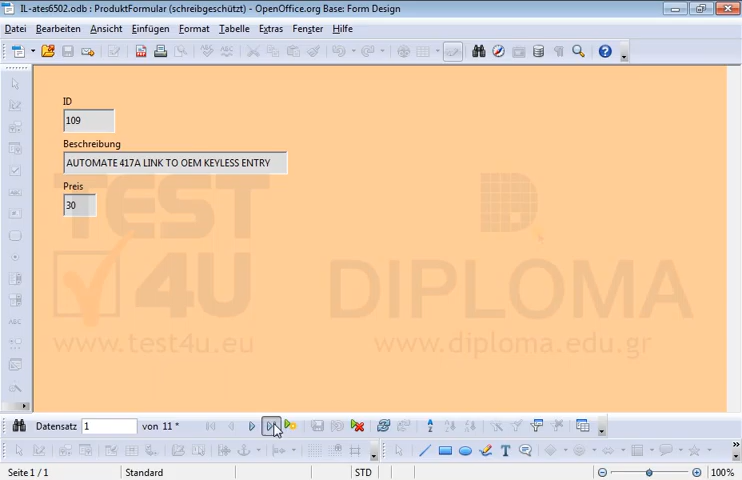 IL-ates6502.odb : ProduktFormular (schreibgeschützt) - OpenOffice.org Base: Form Design
Datei Bearbeiten Ansicht Einfügen Format Tabelle Extras Fenster Hilfe
ID
109
Beschreibung
AUTOMATE 417A LINK TO OEM KEYLESS ENTRY
Preis
30
TEST 4U
DIPLOMA
www.test4u.eu
www.diploma.edu.gr
Datensatz 1 von 11 *
Seite 1 / 1 Standard STD 100%